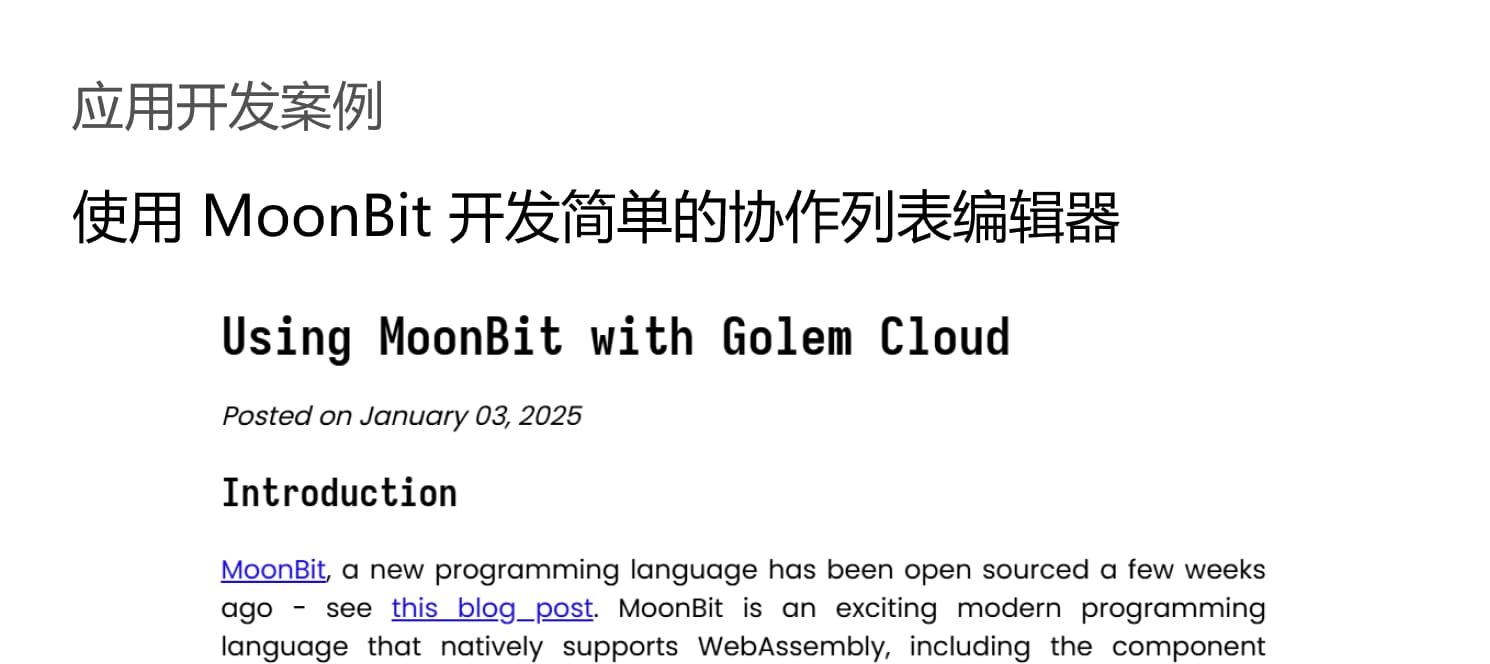 应用开发案例
使用 MoonBit 开发简单的协作列表编辑器
Using MoonBit with Golem Cloud
Posted on January 03, 2025
Introduction
MoonBit, a new programming language has been open sourced a few weeks
ago - see this blog post. MoonBit is an exciting modern programming
language that natively supports WebAssembly, including the component